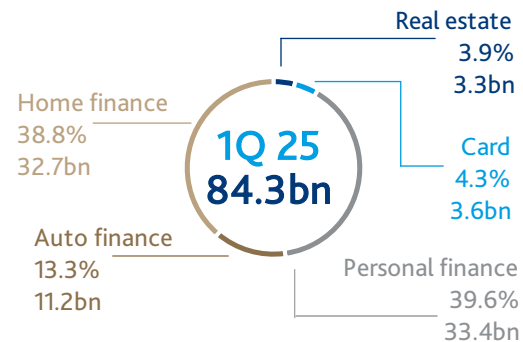 Real estate
3.9%
3.3bn
Home finance
38.8%
32.7bn
1Q 25
84.3bn
Card
4.3%
3.6bn
Auto finance
13.3%
11.2bn
Personal finance
39.6%
33.4bn